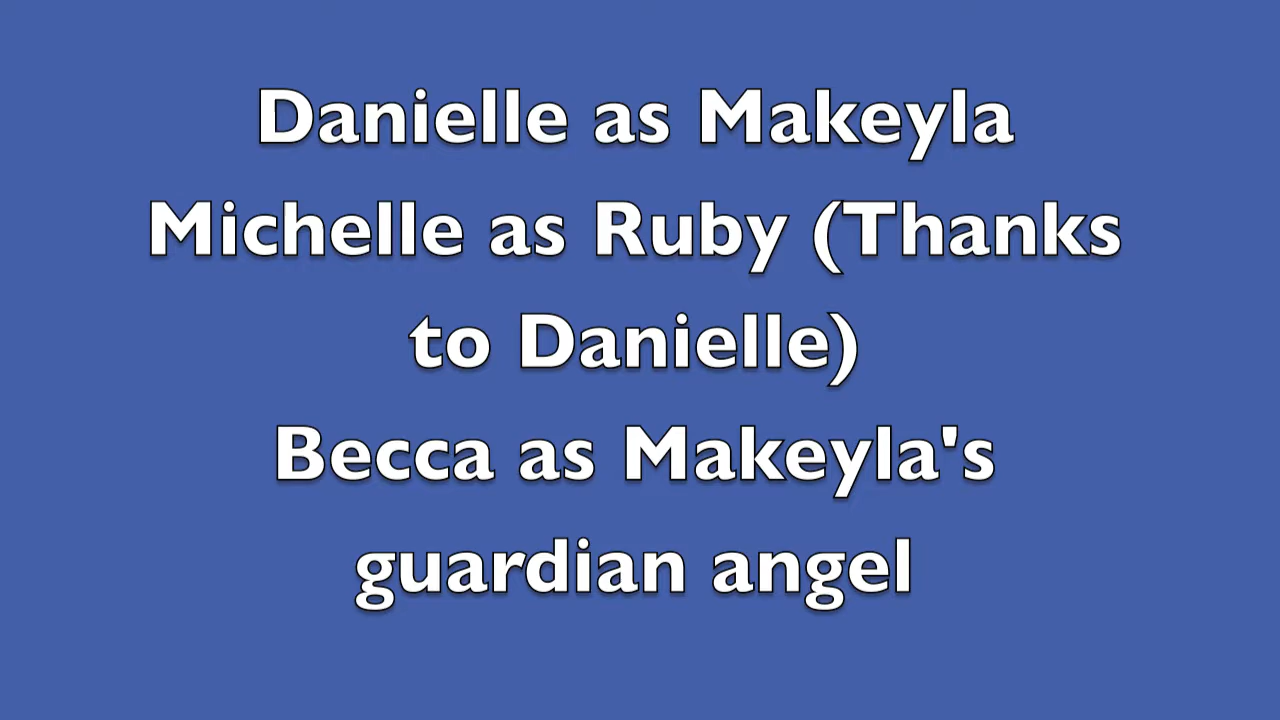 Danielle as Makeyla
Michelle as Ruby (Thanks
to Danielle)
Becca as Makeyla's
guardian angel